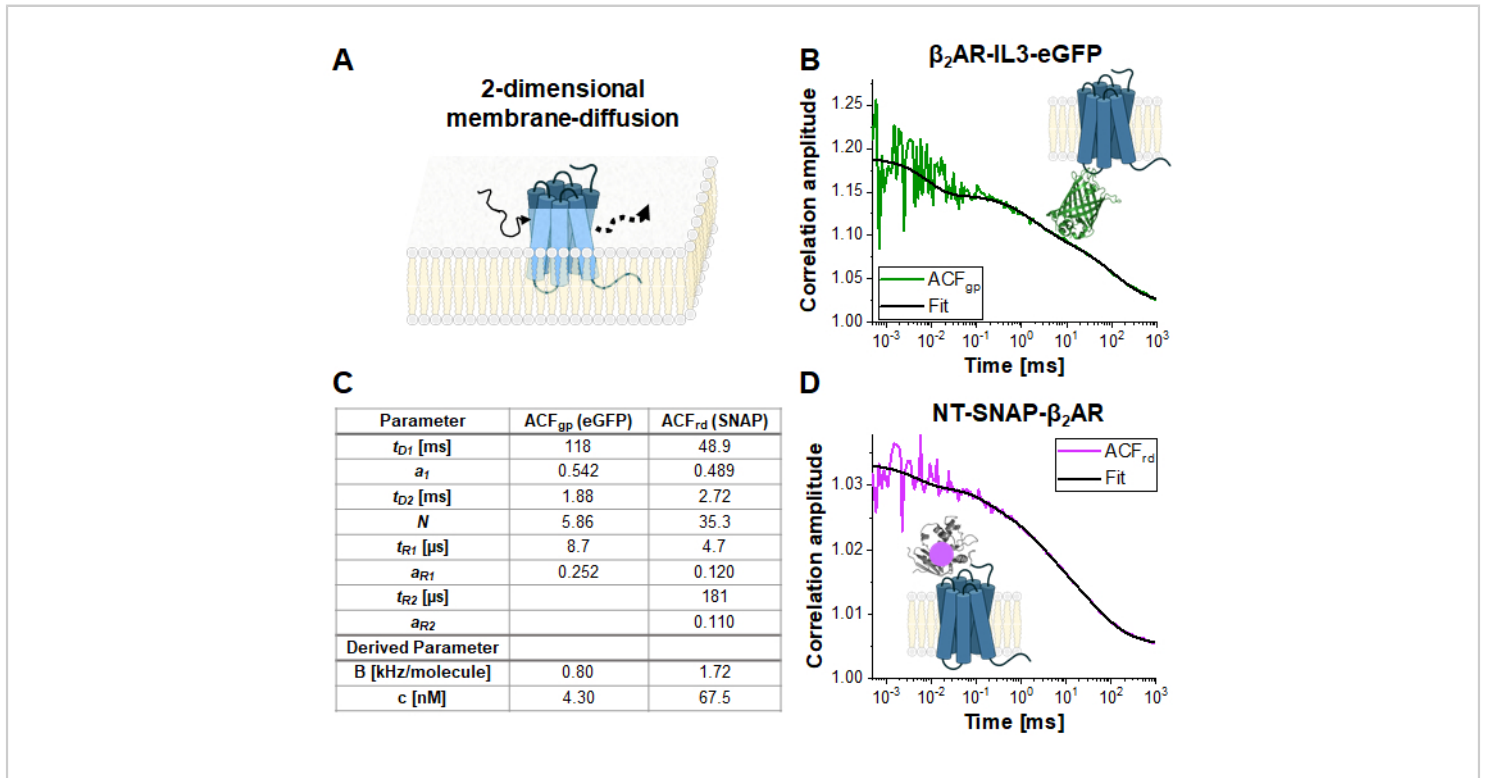 A
2-dimensional
membrane-diffusion
B
β₂AR-IL3-eGFP
Correlation amplitude
1.25
1.20
1.15
1.10
1.05
1.00
ACFgp
Fit
10⁻³ 10⁻² 10⁻¹ 10⁰ 10¹ 10² 10³
Time [ms]
C
Parameter ACFgp (eGFP) ACFrd (SNAP)
tD1 [ms] 118 48.9
a1 0.542 0.489
tD2 [ms] 1.88 2.72
N 5.86 35.3
tR1 [µs] 8.7 4.7
aR1 0.252 0.120
tR2 [µs] 181
aR2 0.110
Derived Parameter
B [kHz/molecule] 0.80 1.72
c [nM] 4.30 67.5
D
NT-SNAP-β₂AR
Correlation amplitude
1.03
1.02
1.01
1.00
ACFrd
Fit
10⁻³ 10⁻² 10⁻¹ 10⁰ 10¹ 10² 10³
Time [ms]